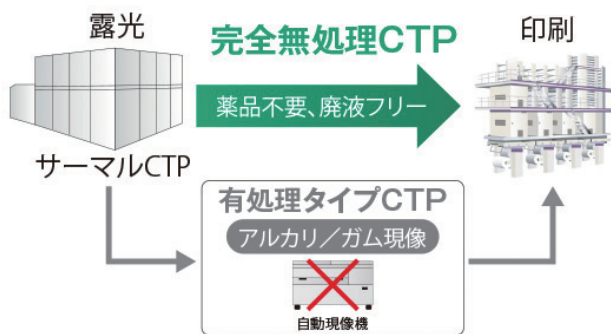 露光
完全無処理CTP
印刷
薬品不要、廃液フリー
サーマルCTP
有処理タイプCTP
アルカリ／ガム現像
自動現像機